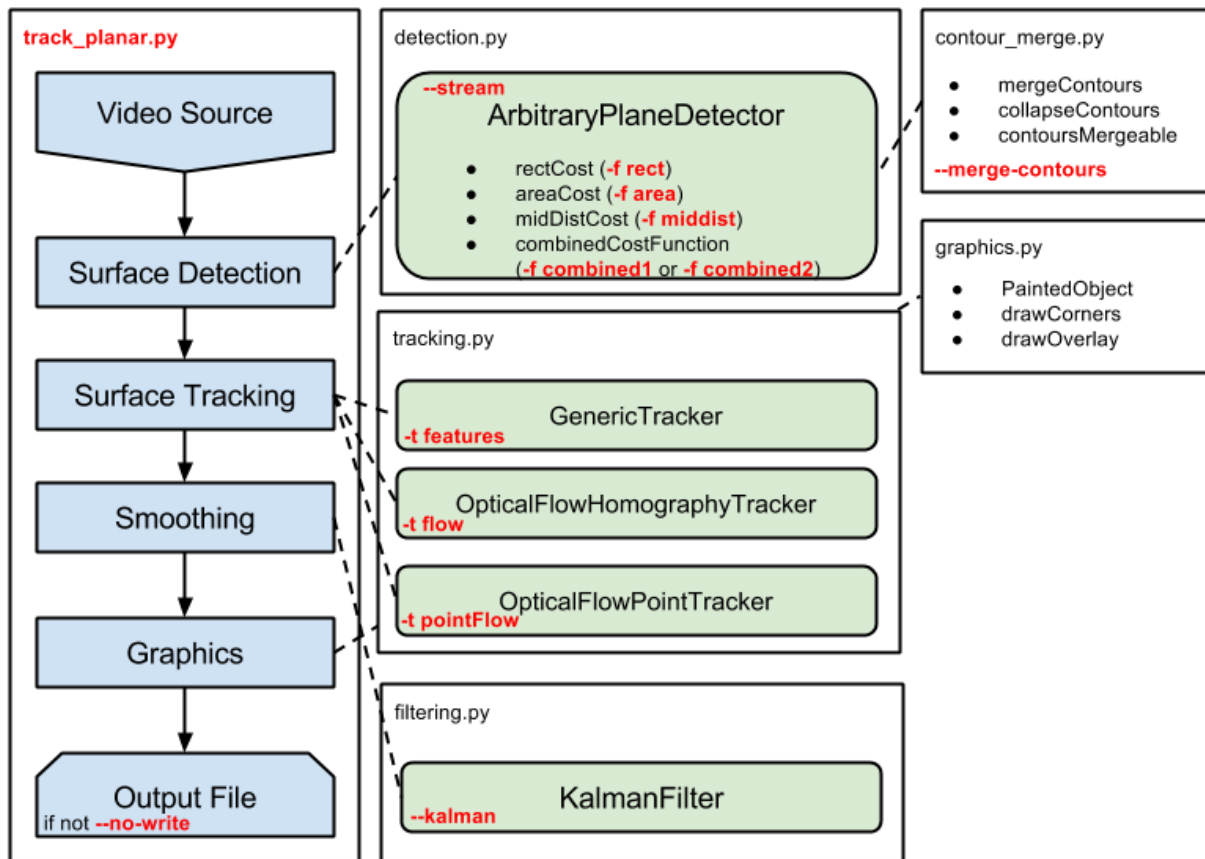 track_planar.py
Video Source
Surface Detection
Surface Tracking
Smoothing
Graphics
Output File
if not --no-write
detection.py
--stream
ArbitraryPlaneDetector
● rectCost (-f rect)
● areaCost (-f area)
● midDistCost (-f middist)
● combinedCostFunction
(-f combined1 or -f combined2)
tracking.py
GenericTracker
-t features
OpticalFlowHomographyTracker
-t flow
OpticalFlowPointTracker
-t pointFlow
filtering.py
KalmanFilter
--kalman
contour_merge.py
● mergeContours
● collapseContours
● contoursMergeable
--merge-contours
graphics.py
● PaintedObject
● drawCorners
● drawOverlay